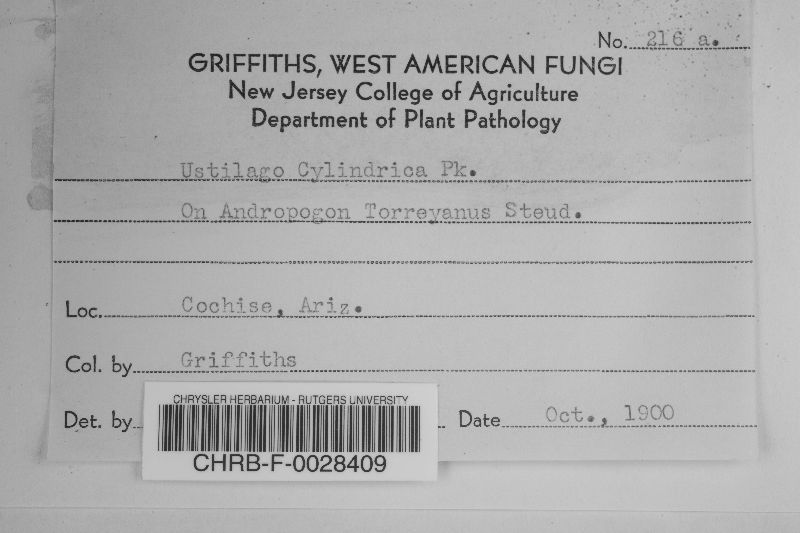 No. 216 a.
GRIFFITHS, WEST AMERICAN FUNGI
New Jersey College of Agriculture
Department of Plant Pathology
Ustilago Cylindrica Pk.
On Andropogon Torreyanus Steud.
Loc. Cochise, Ariz.
Col. by Griffiths
Det. by Date Oct., 1900
CHRYSLER HERBARIUM - RUTGERS UNIVERSITY
CHRB-F-0028409